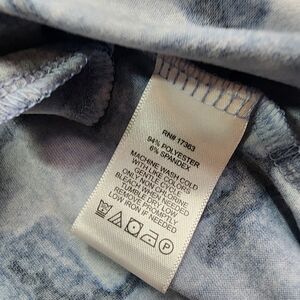 RN# 17363
94% POLYESTER
6% SPANDEX
MACHINE WASH COLD
WITH LIKE COLORS
GENTLE CYCLE
ONLY NON-CHLORINE
BLEACH WHEN NEEDED
TUMBLE DRY LOW
REMOVE PROMPTLY
LOW IRON IF NEEDED
P